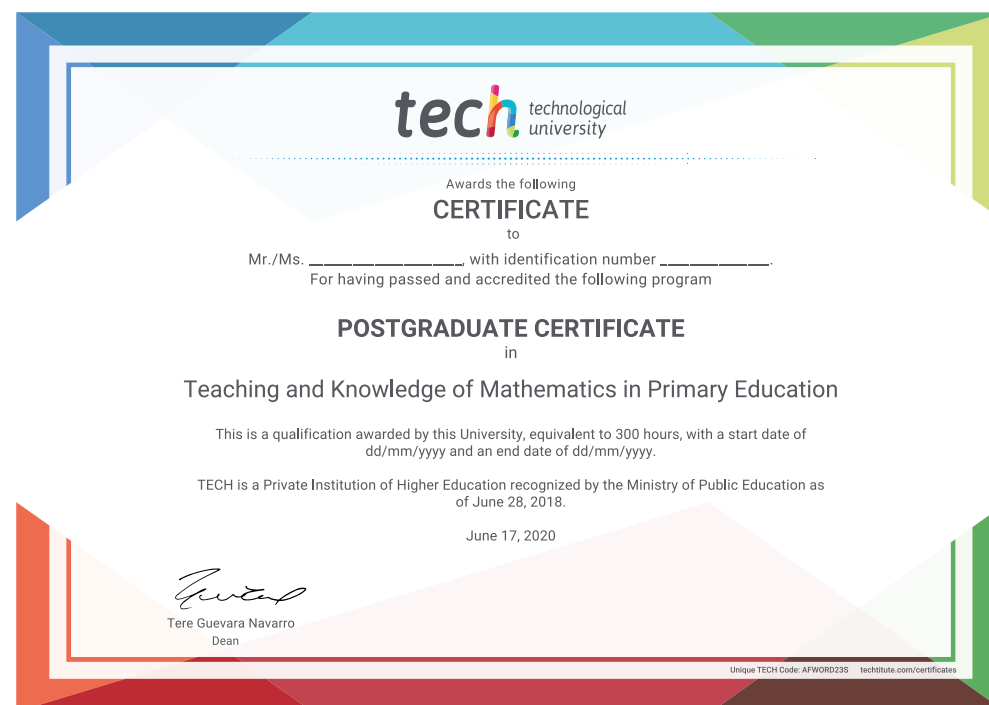 tech technological
university
Awards the following
CERTIFICATE
to
Mr./Ms. ____________________, with identification number ______________.
For having passed and accredited the following program
POSTGRADUATE CERTIFICATE
in
Teaching and Knowledge of Mathematics in Primary Education
This is a qualification awarded by this University, equivalent to 300 hours, with a start date of
dd/mm/yyyy and an end date of dd/mm/yyyy.
TECH is a Private Institution of Higher Education recognized by the Ministry of Public Education as
of June 28, 2018.
June 17, 2020
Tere Guevara Navarro
Dean
Unique TECH Code: AFWORD23S techtitute.com/certificates